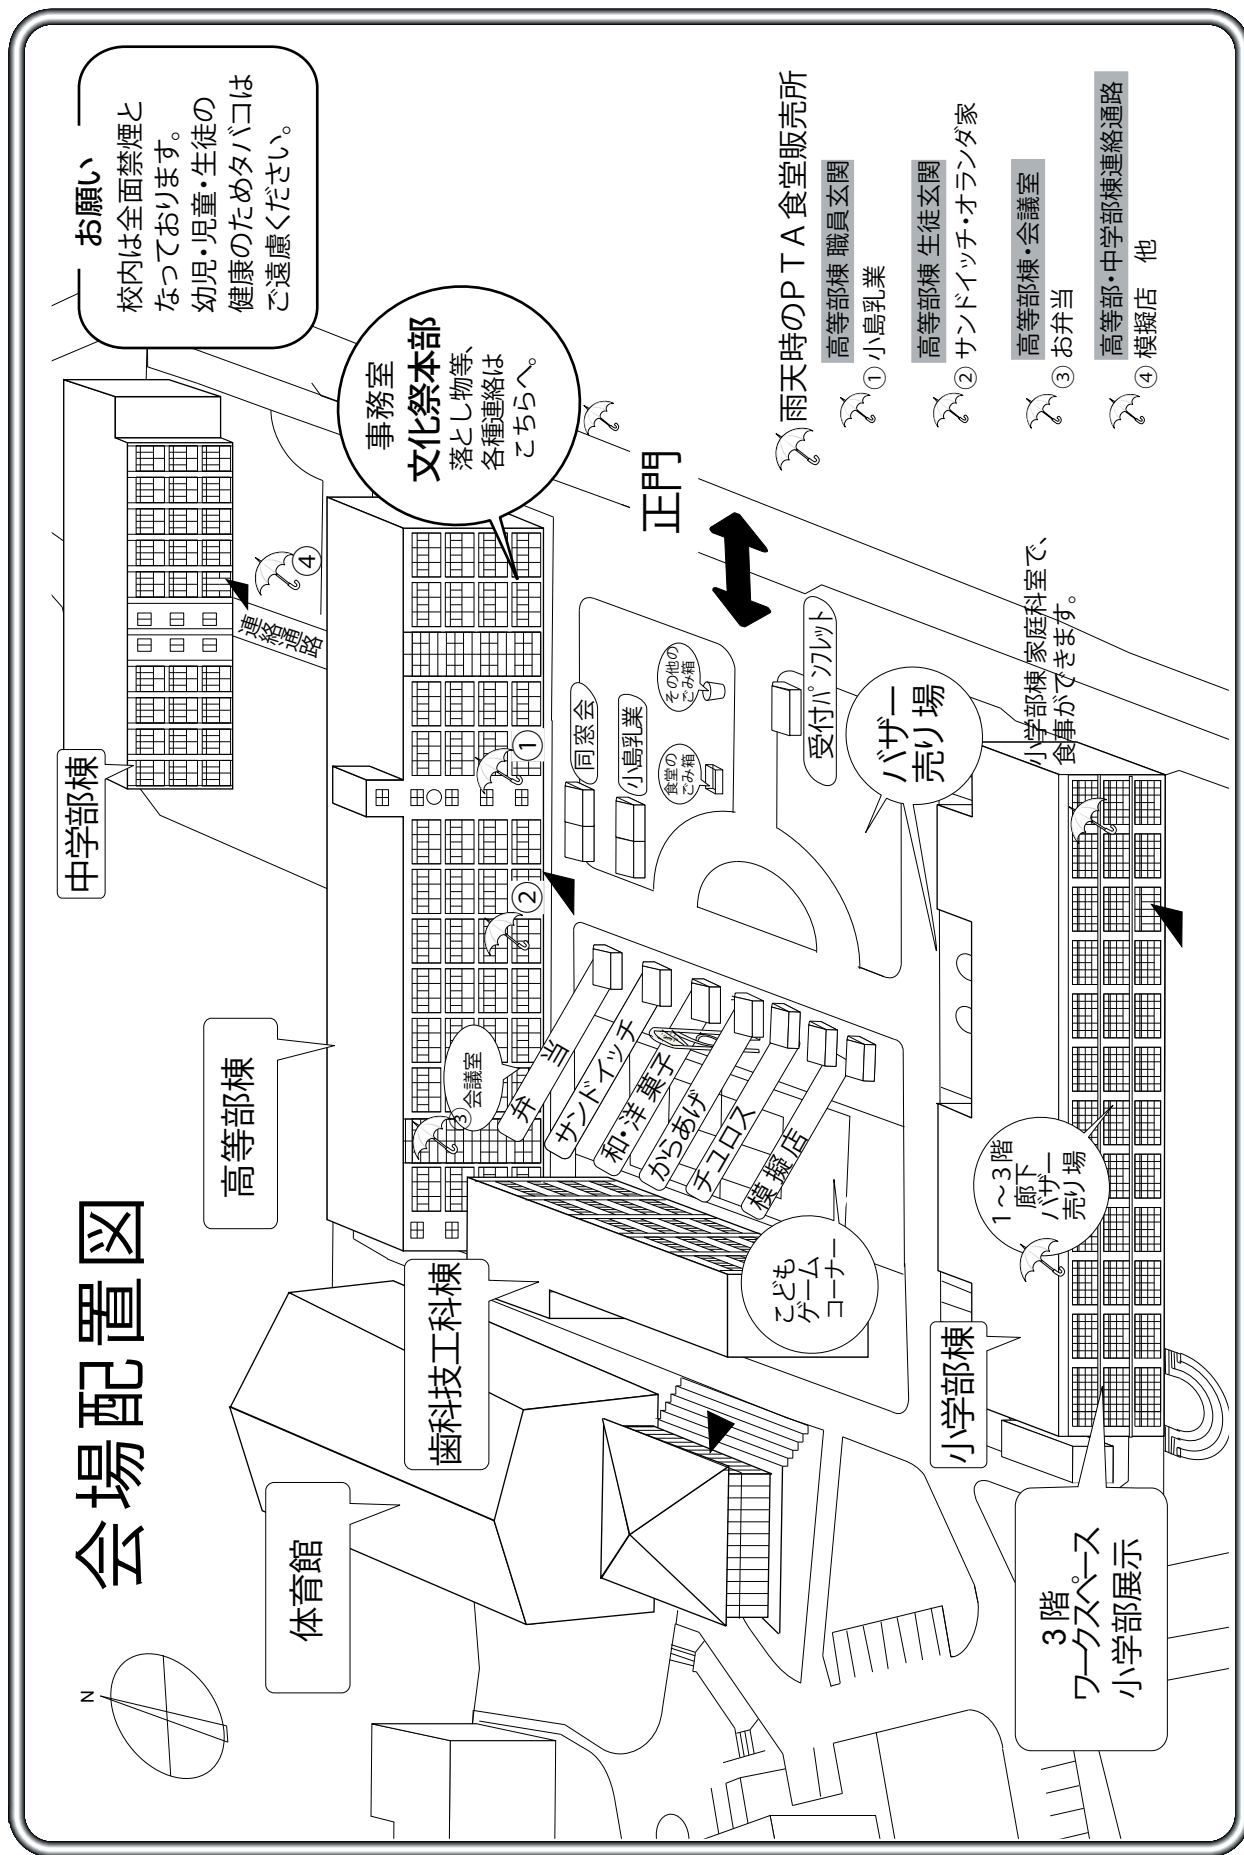 会場配置図
N
お願い
校内は全面禁煙と
なっております。
幼児・児童・生徒の
健康のためタバコは
ご遠慮ください。
中学部棟
連絡通路
④
事務室
文化祭本部
落とし物等、
各種連絡は
こちらへ。
高等部棟
①
②
③
会議室
体育館
歯科技工科棟
同窓会
小島乳業
その他の
ごみ箱
食堂の
ごみ箱
正門
弁当
サンドイッチ
和・洋菓子
からあげ
チュロス
模擬店
受付パンフレット
こども
ゲーム
コーナー
バザー
売り場
小学部棟
1～3階
廊下
バザー
売り場
小学部棟 家庭科室で、
食事ができます。
3階
ワークスペース
小学部展示
雨天時のPTA食堂販売所
高等部棟 職員玄関
①小島乳業
高等部棟 生徒玄関
②サンドイッチ・オランダ家
高等部棟・会議室
③お弁当
高等部・中学部棟連絡通路
④模擬店 他